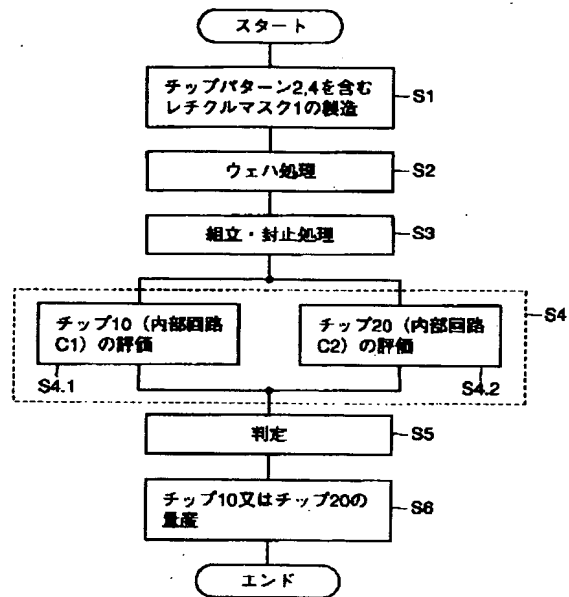 スタート
チップパターン2,4を含む
レチクルマスク1の製造
S1
ウェハ処理
S2
組立・封止処理
S3
チップ10（内部回路
C1）の評価
チップ20（内部回路
C2）の評価
S4
S4.1
S4.2
判定
S5
チップ10又はチップ20の
量産
S6
エンド